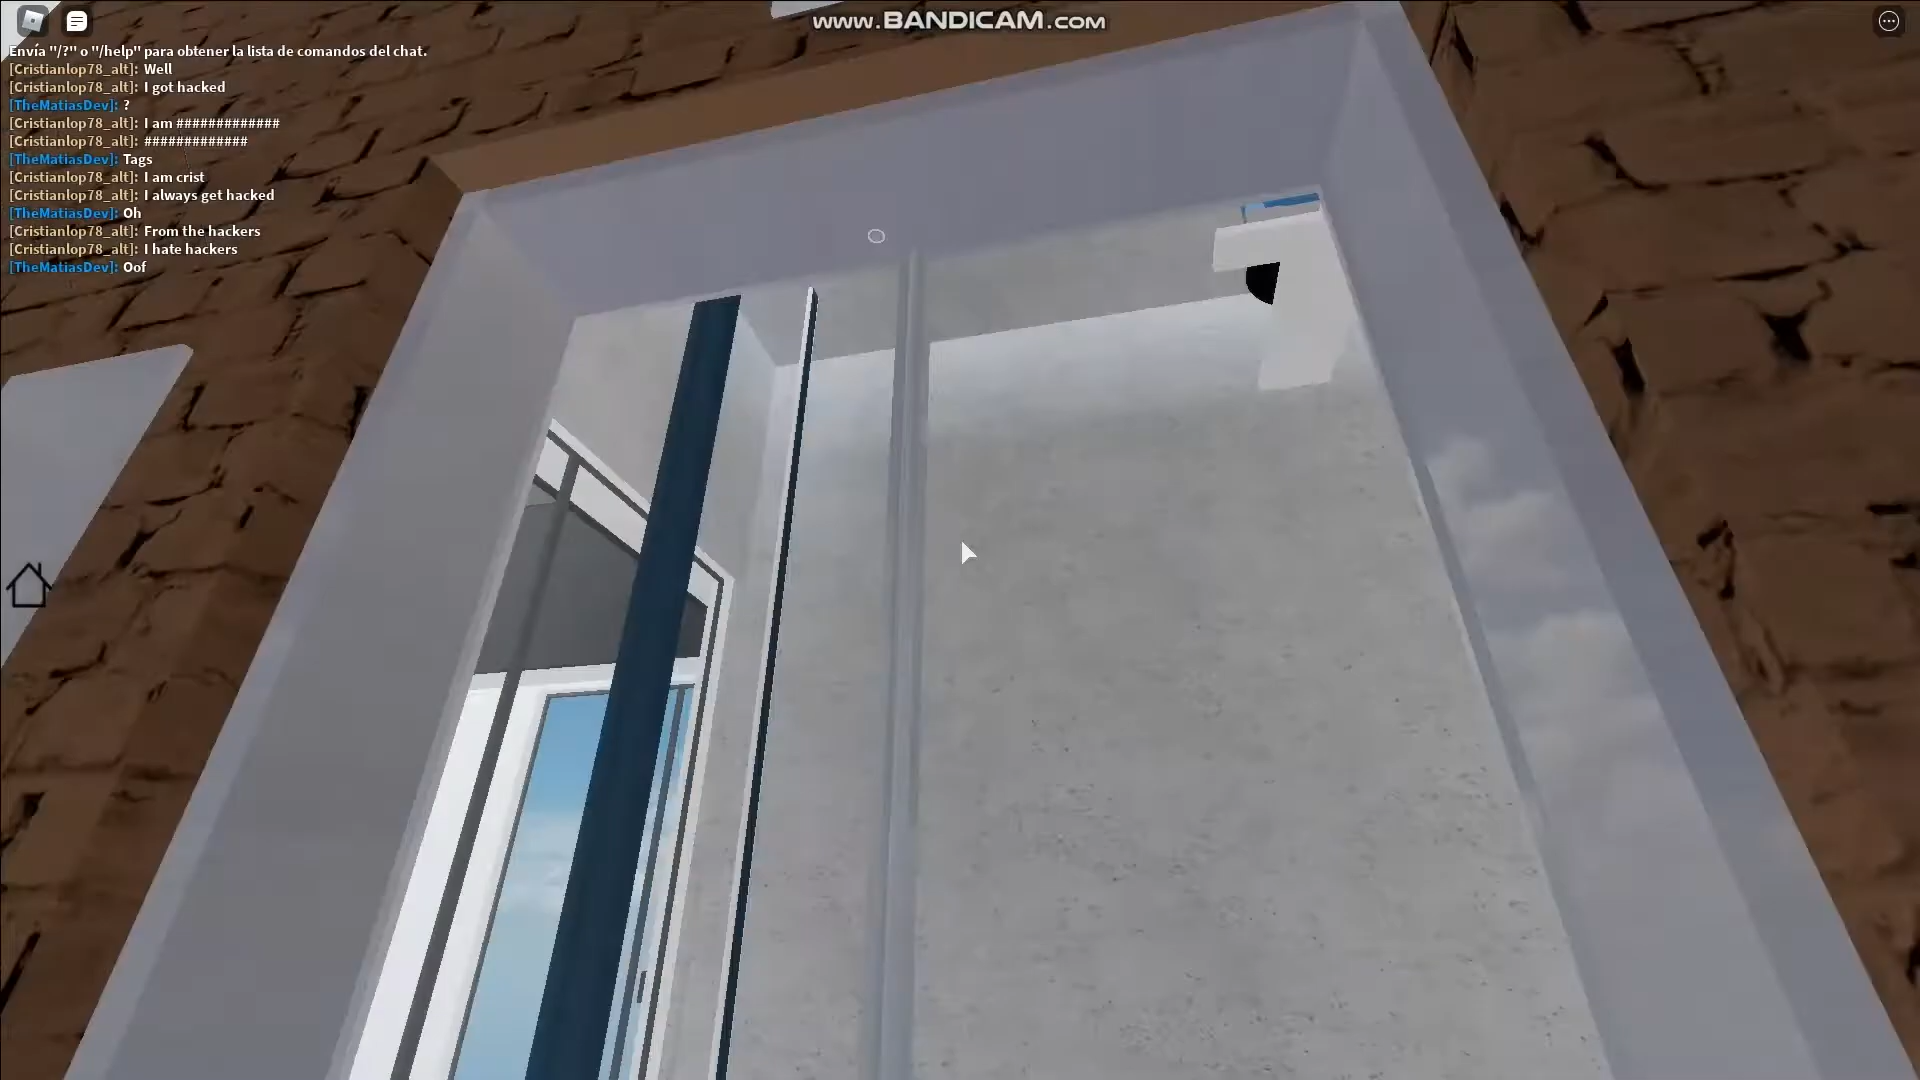 www.BANDICAM.com
Envía "/?" o "/help" para obtener la lista de comandos del chat.
[Cristianlop78_alt]: Well
[Cristianlop78_alt]: I got hacked
[TheMatiasDev]: ?
[Cristianlop78_alt]: I am #############
[Cristianlop78_alt]: #############
[TheMatiasDev]: Tags
[Cristianlop78_alt]: I am crist
[Cristianlop78_alt]: I always get hacked
[TheMatiasDev]: Oh
[Cristianlop78_alt]: From the hackers
[Cristianlop78_alt]: I hate hackers
[TheMatiasDev]: Oof